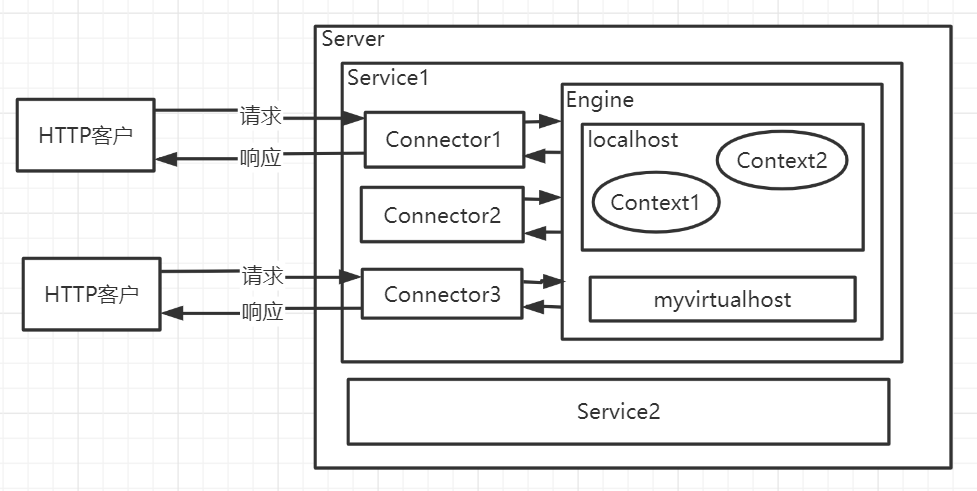 Server
Service1
Engine
HTTP客户
请求
响应
Connector1
localhost
Context2
Context1
Connector2
HTTP客户
请求
响应
Connector3
myvirtualhost
Service2